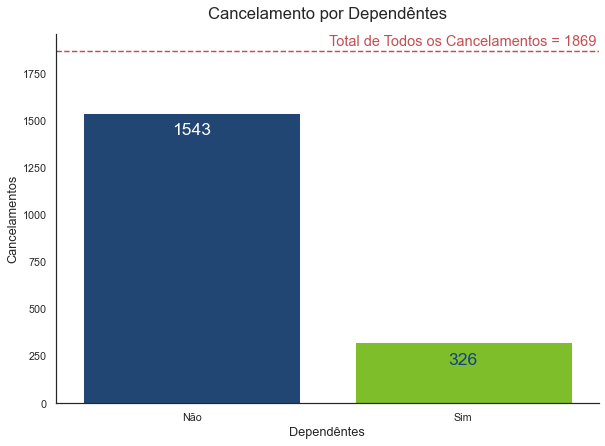 Cancelamento por Dependêntes
Total de Todos os Cancelamentos = 1869
1750
1500
1250
1000
750
500
250
0
Cancelamentos
1543
326
Não
Sim
Dependêntes